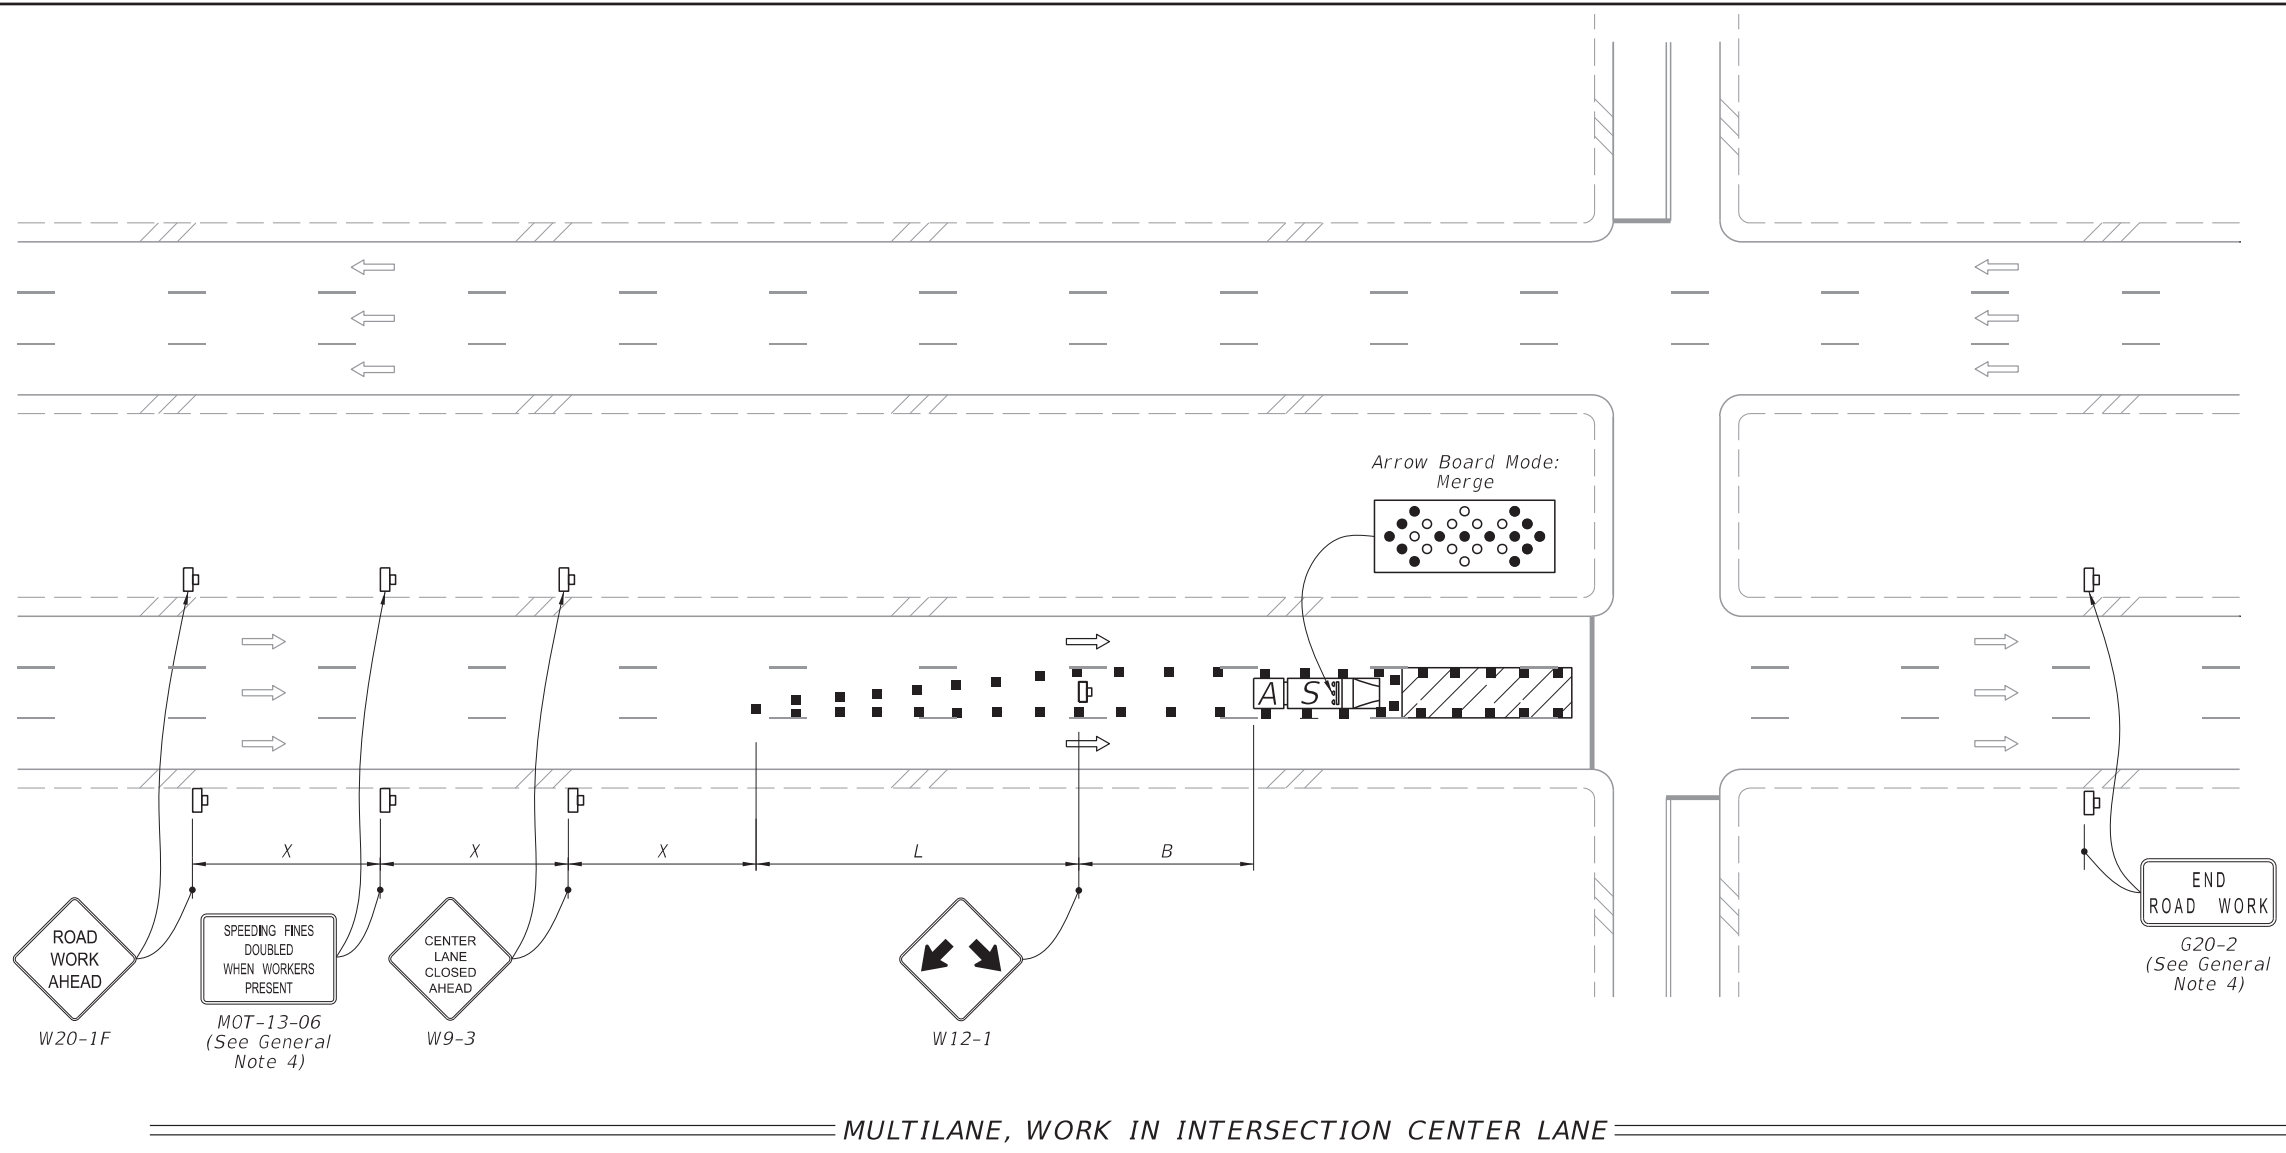 Arrow Board Mode:
Merge
A S
X X X L B
ROAD
WORK
AHEAD
W20-1F
SPEEDING FINES
DOUBLED
WHEN WORKERS
PRESENT
MOT-13-06
(See General
Note 4)
CENTER
LANE
CLOSED
AHEAD
W9-3
W12-1
END
ROAD WORK
G20-2
(See General
Note 4)
MULTILANE, WORK IN INTERSECTION CENTER LANE